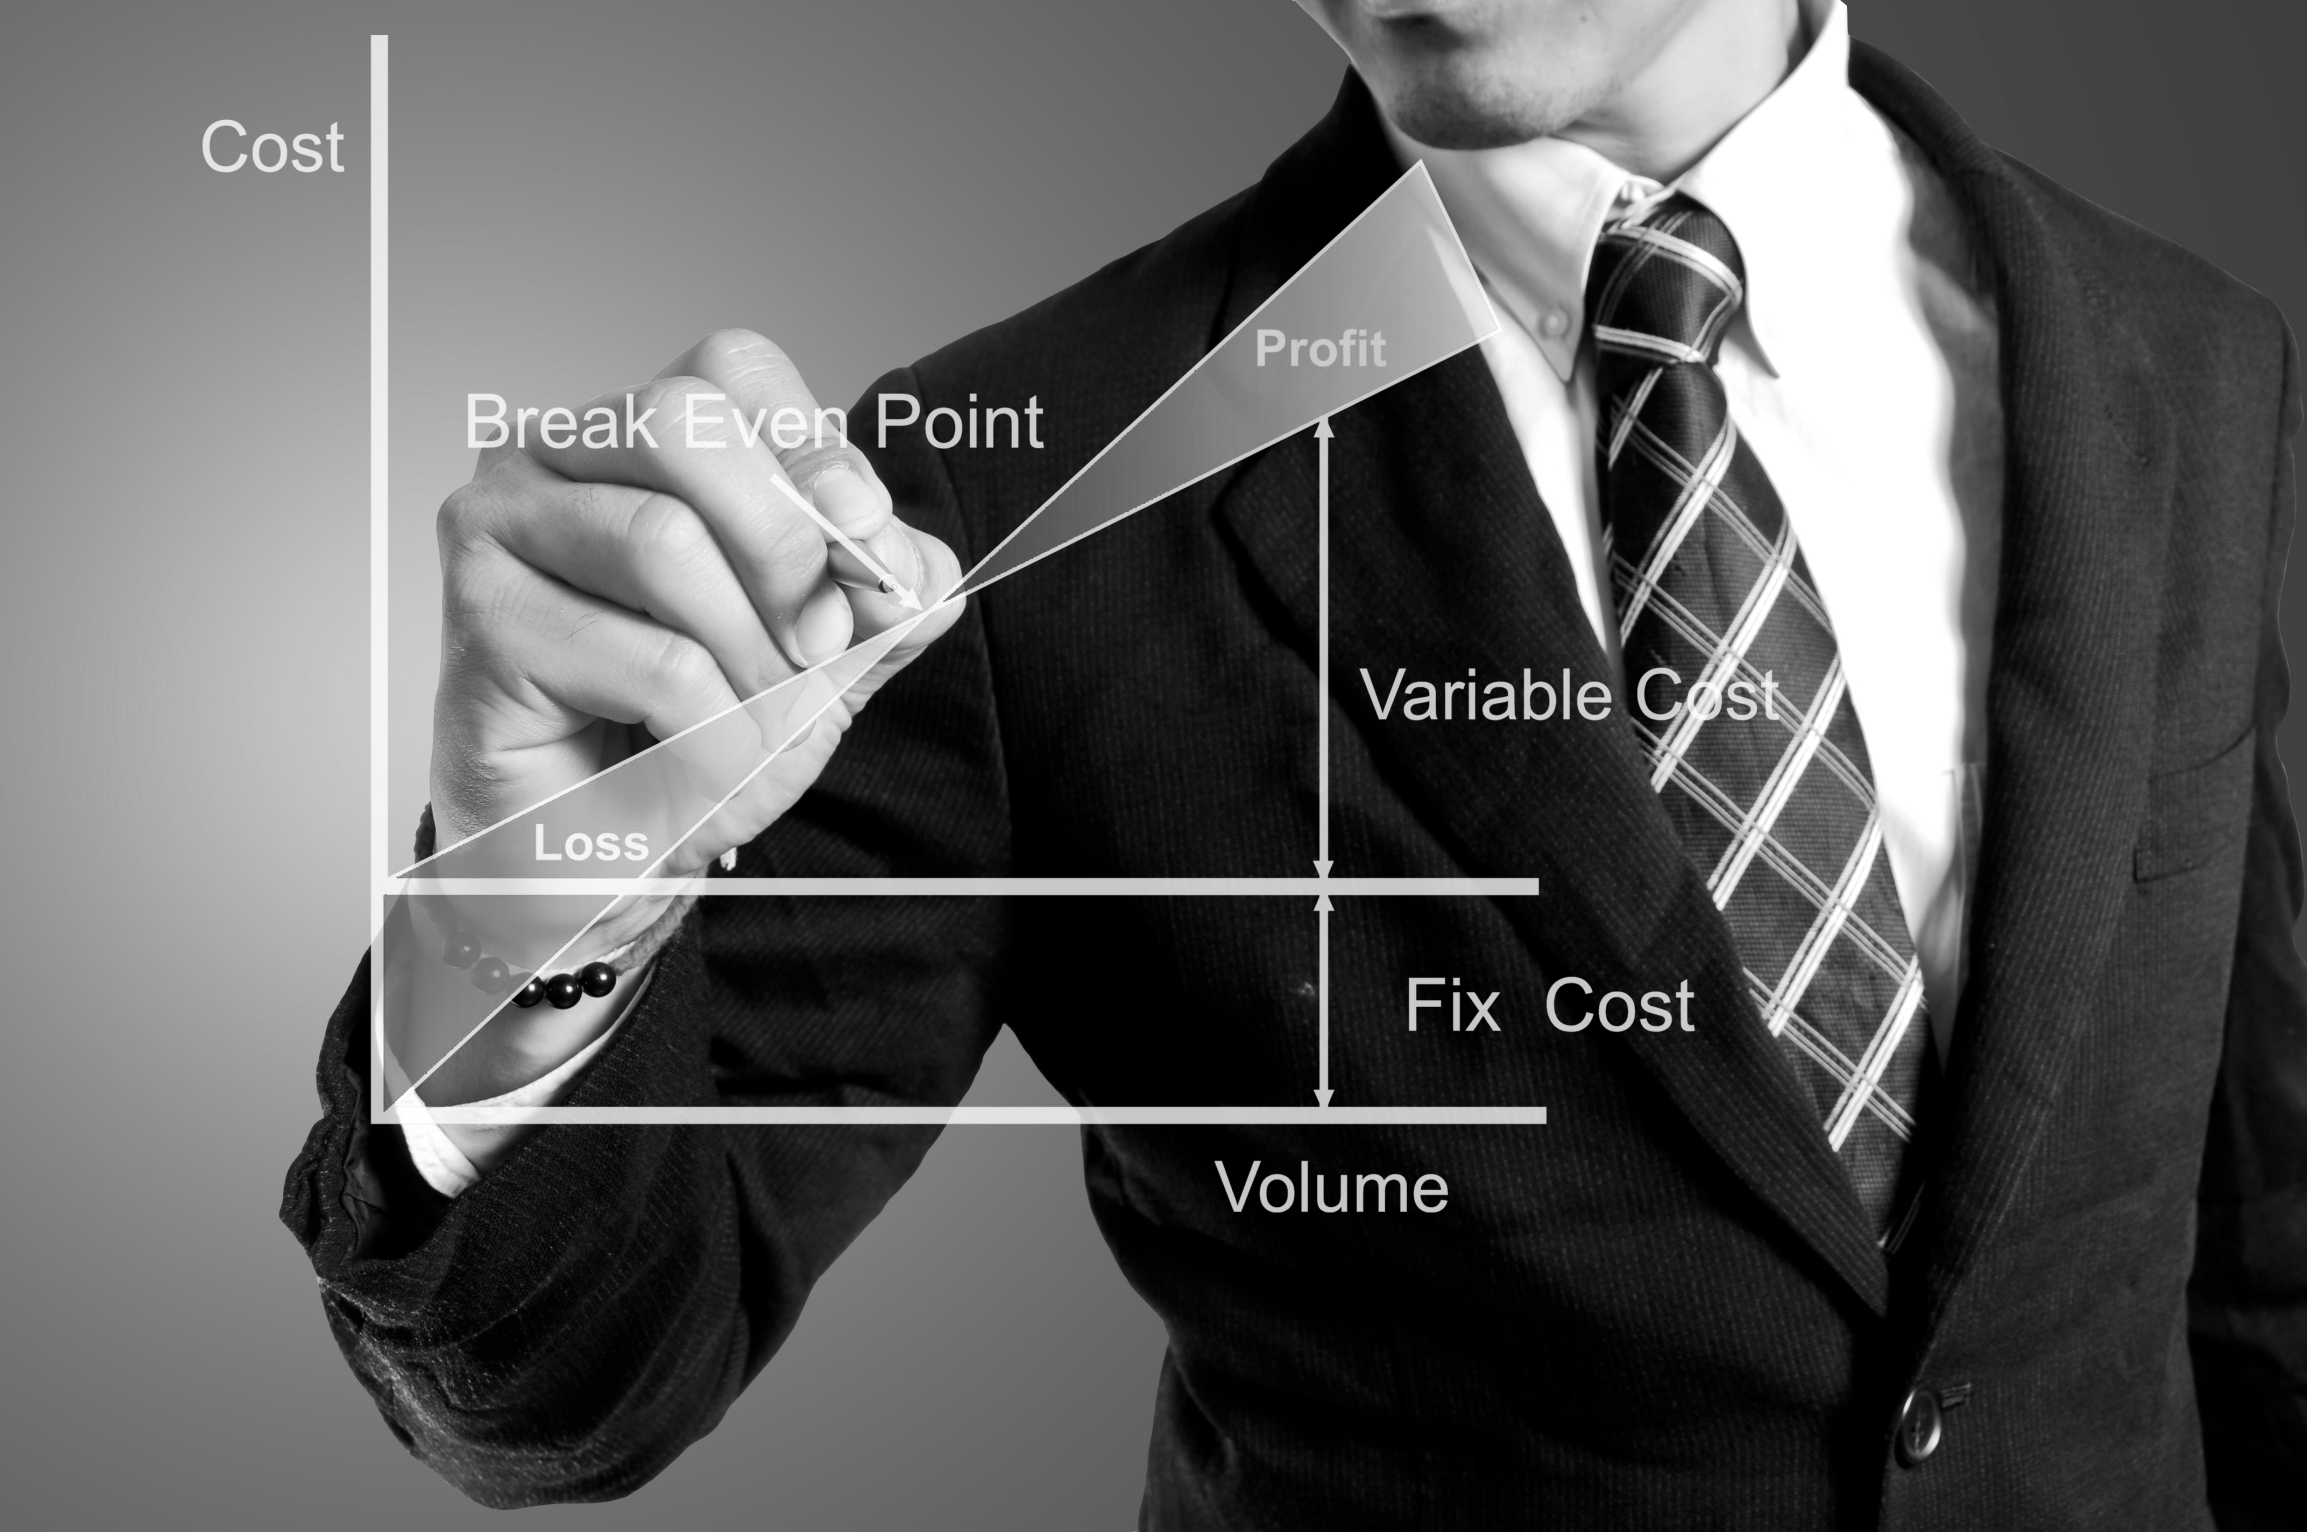 Cost
Profit
Break Even Point
Variable Cost
Loss
Fix Cost
Volume